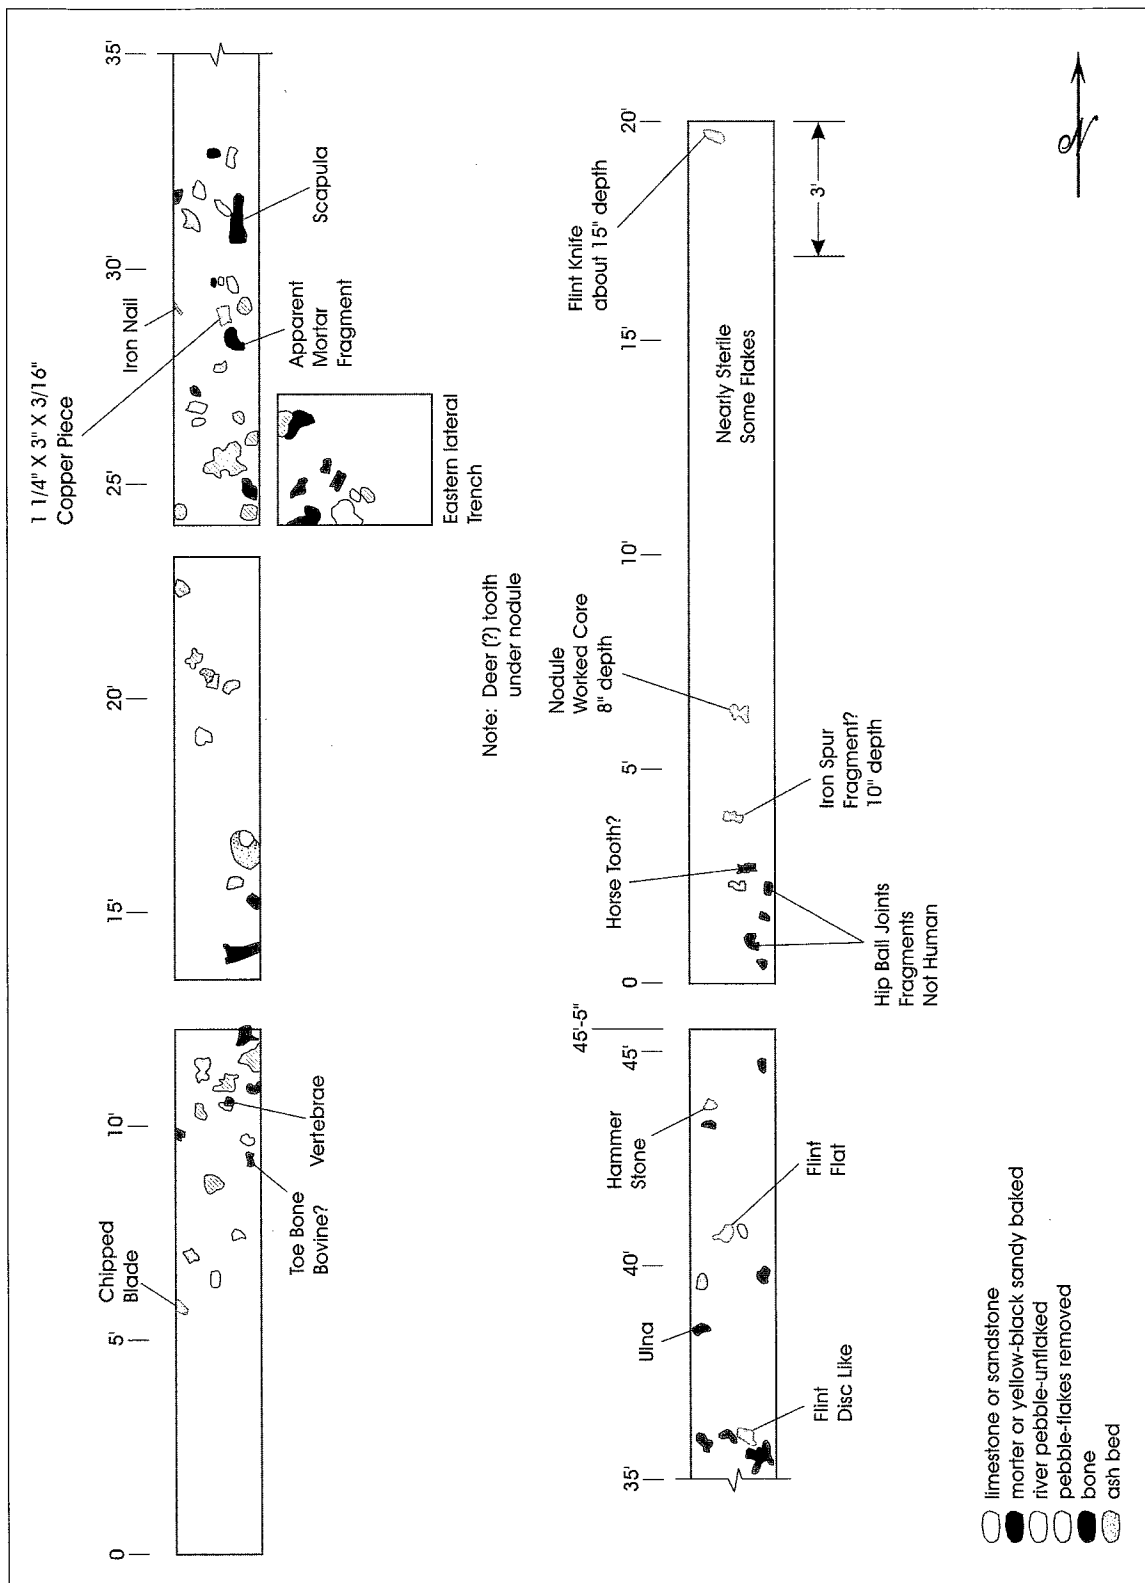 1 1/4" X 3" X 3/16"
Copper Piece
Iron Nail
Chipped
Blade
0
5'
10'
15'
20'
25'
30'
35'
Toe Bone
Bovine?
Vertebrae
Eastern lateral
Trench
Apparent
Mortar
Fragment
Scapula
Note: Deer (?) tooth
under nodule
Nodule
Worked Core
8" depth
Flint Knife
about 15" depth
Ulna
Hammer
Stone
Horse Tooth?
35'
40'
45'
45'-5"
0
5'
10'
15'
20'
Nearly Sterile
Some Flakes
3'
Flint
Disc Like
Flint
Flat
Hip Ball Joints
Fragments
Not Human
Iron Spur
Fragment?
10" depth
N
limestone or sandstone
morter or yellow-black sandy baked
river pebble-unflaked
pebble-flakes removed
bone
ash bed